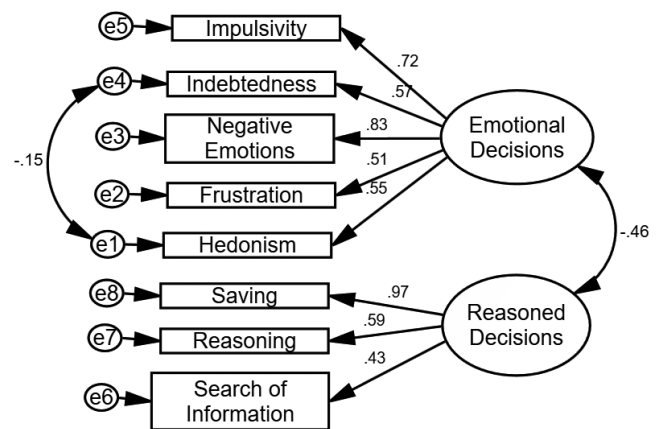 e5
Impulsivity
.72
e4
Indebtedness
.57
e3
Negative
Emotions
.83
Emotional
Decisions
-.15
e2
Frustration
.51
.55
e1
Hedonism
-.46
e8
Saving
.97
Reasoned
Decisions
e7
Reasoning
.59
.43
e6
Search of
Information